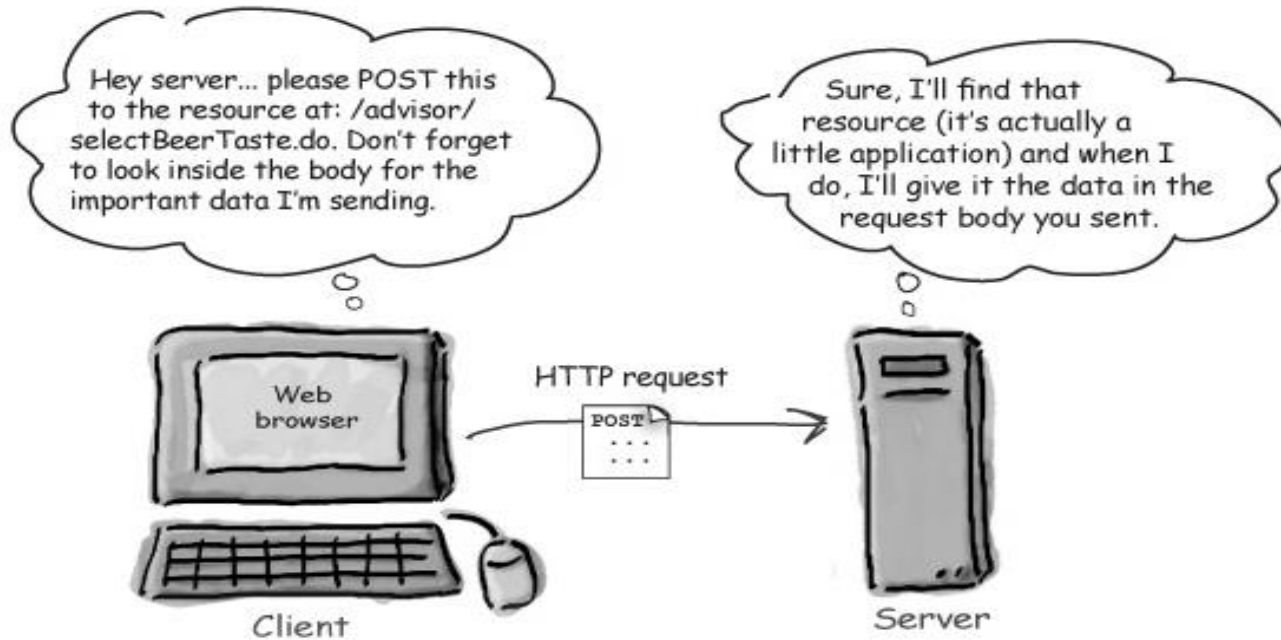 Hey server... please POST this
to the resource at: /advisor/
selectBeerTaste.do. Don't forget
to look inside the body for the
important data I'm sending.
Sure, I'll find that
resource (it's actually a
little application) and when I
do, I'll give it the data in the
request body you sent.
Web
browser
HTTP request
POST
Client
Server